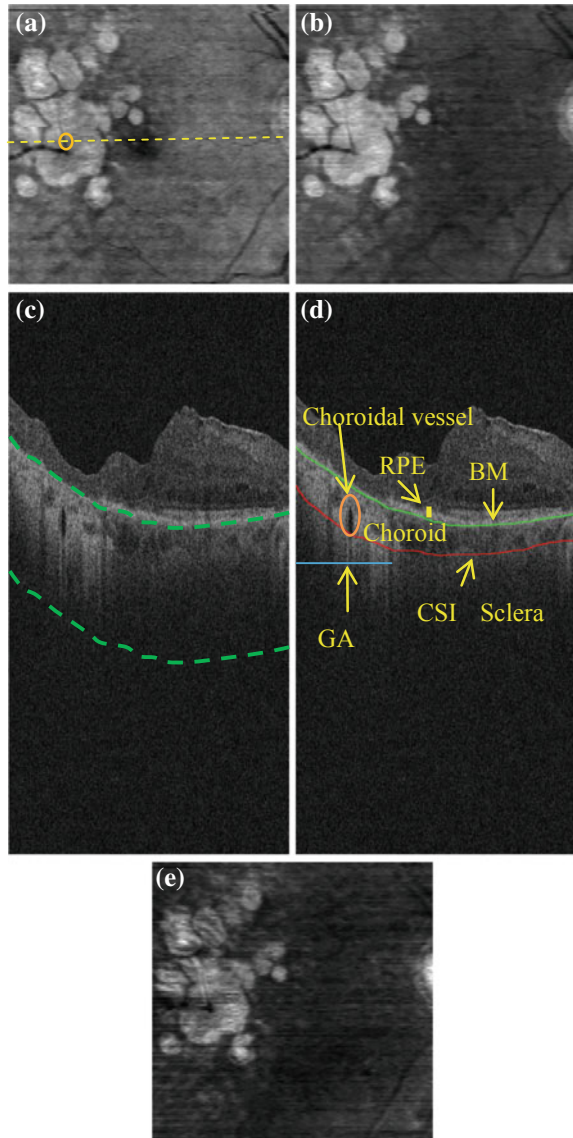 (a)
(b)
(c)
(d)
Choroidal vessel
RPE
BM
Choroid
CSI Sclera
GA
(e)